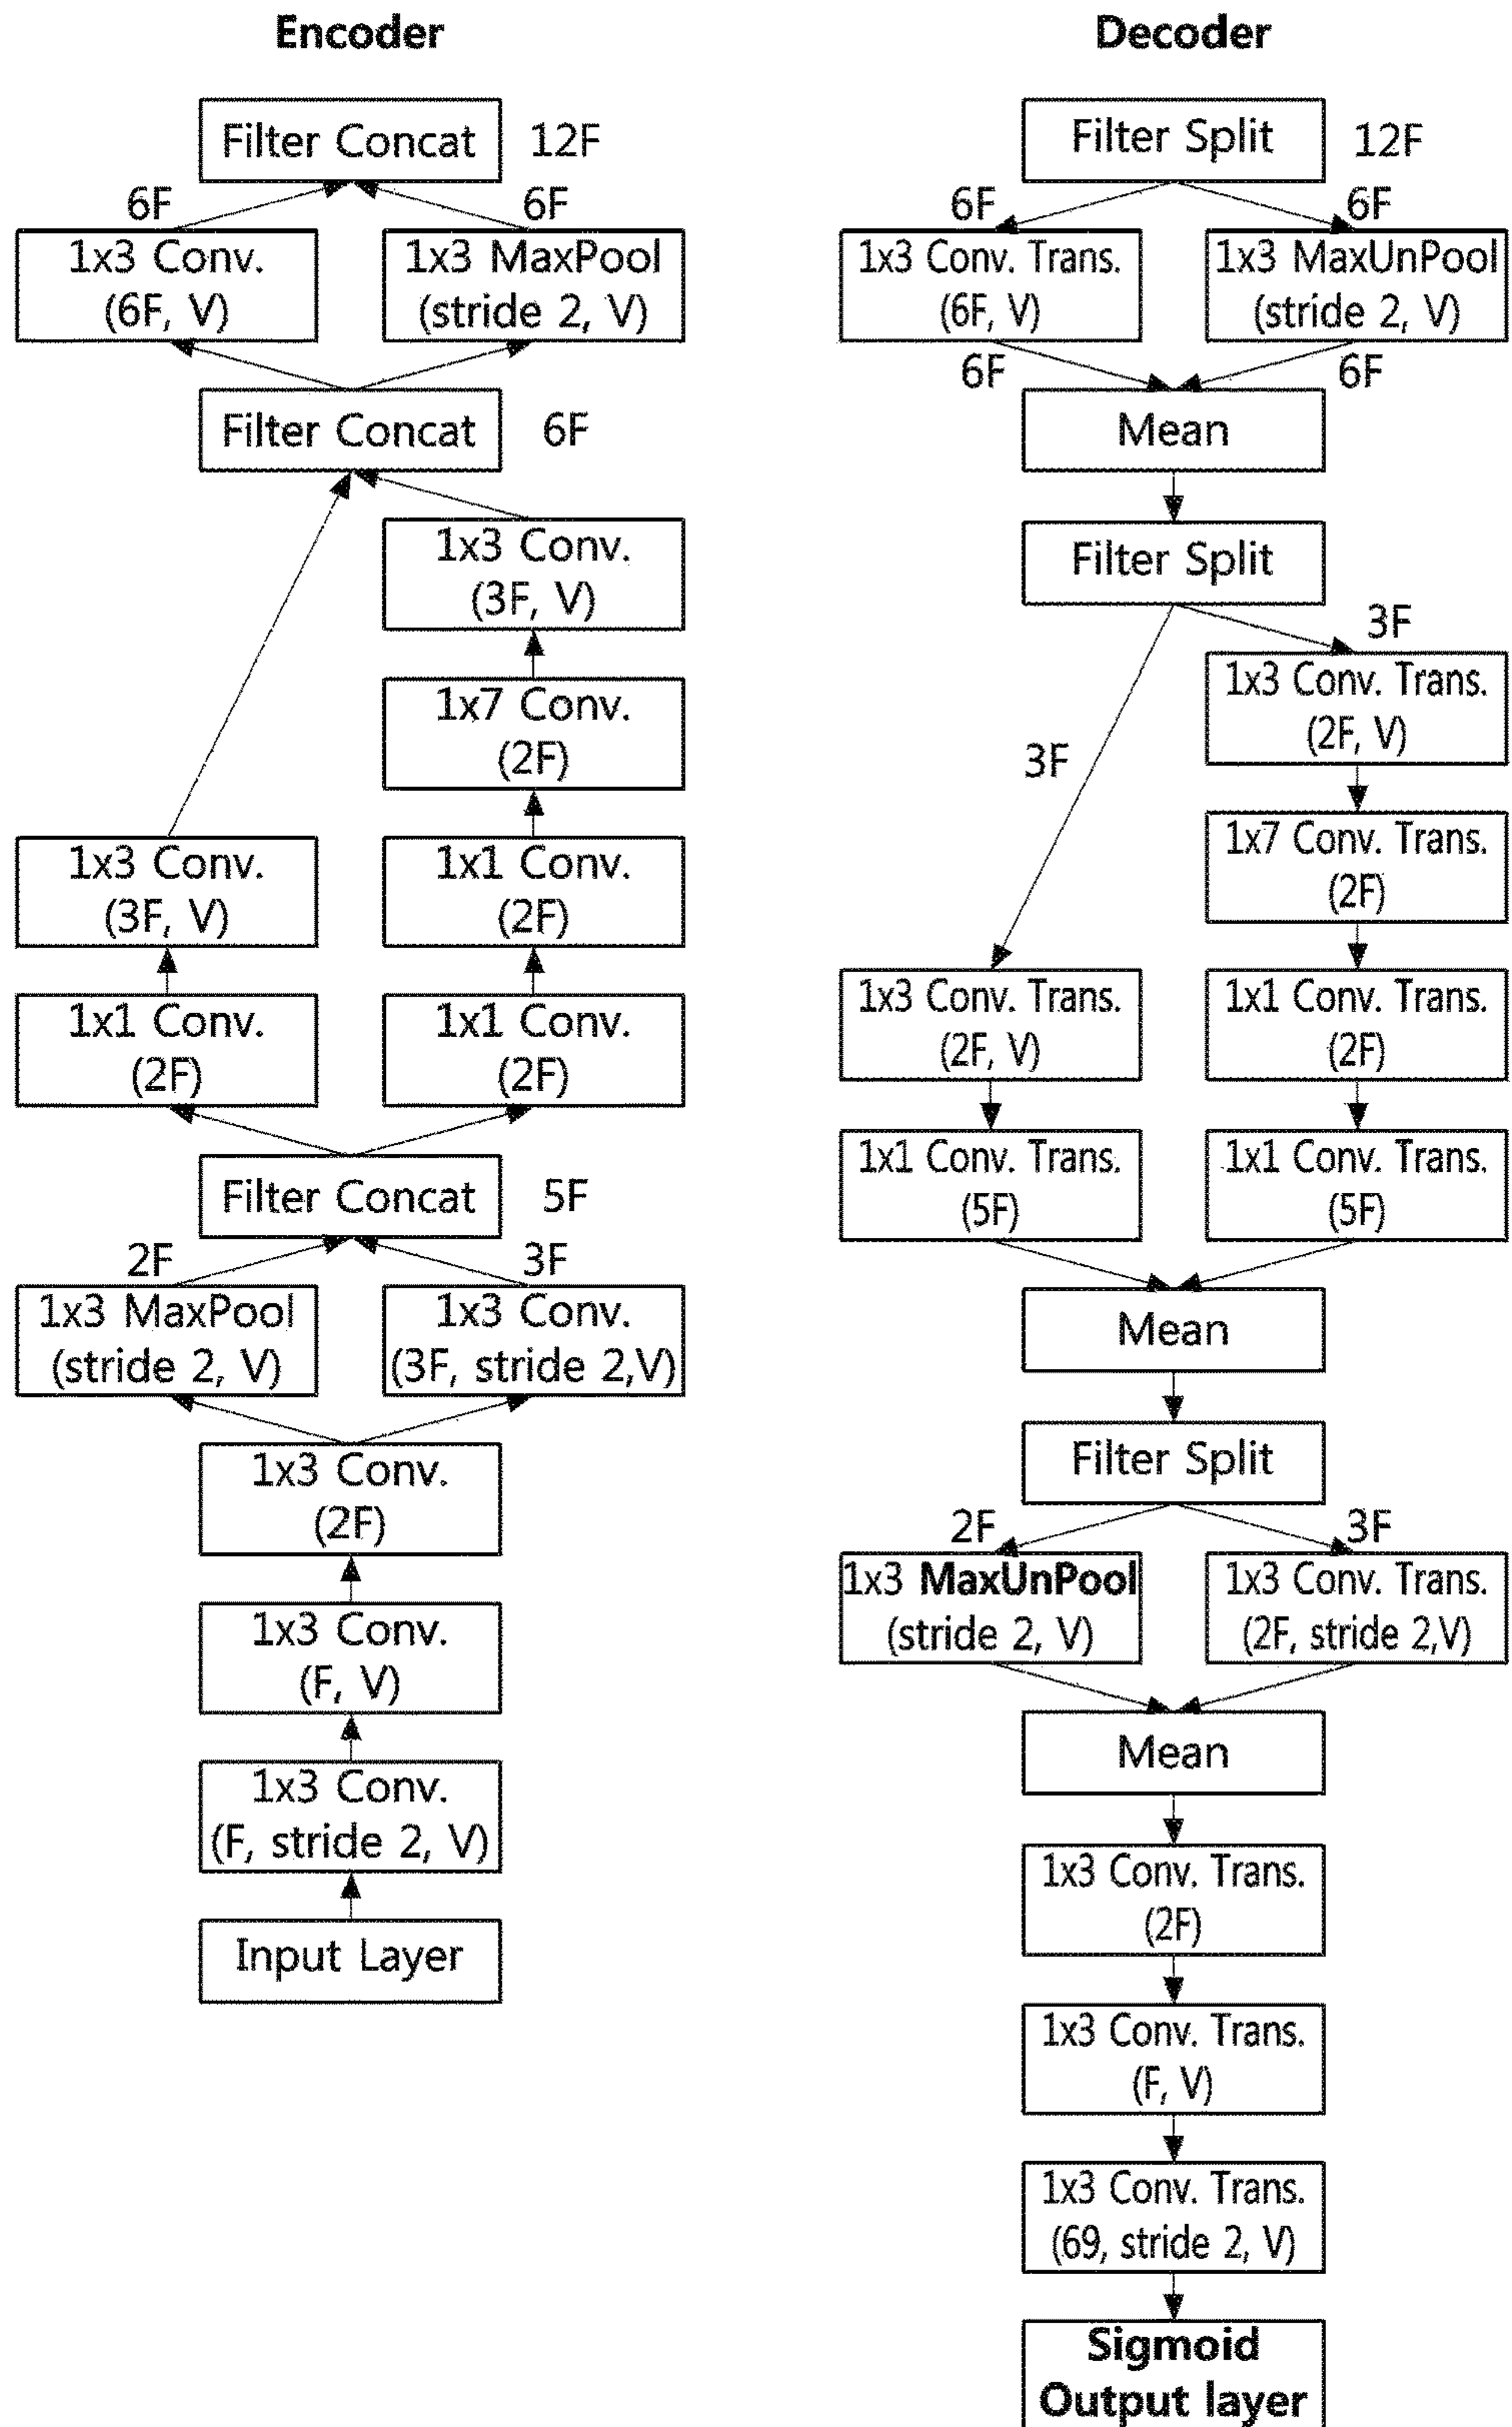 Encoder
Filter Concat 12F
6F 6F
1x3 Conv.
(6F, V)
1x3 MaxPool
(stride 2, V)
Filter Concat 6F
1x3 Conv.
(3F, V)
1x7 Conv.
(2F)
1x3 Conv.
(3F, V)
1x1 Conv.
(2F)
1x1 Conv.
(2F)
1x1 Conv.
(2F)
Filter Concat 5F
2F 3F
1x3 MaxPool
(stride 2, V)
1x3 Conv.
(3F, stride 2,V)
1x3 Conv.
(2F)
1x3 Conv.
(F, V)
1x3 Conv.
(F, stride 2, V)
Input Layer
Decoder
Filter Split 12F
6F 6F
1x3 Conv. Trans.
(6F, V)
1x3 MaxUnPool
(stride 2, V)
6F 6F
Mean
Filter Split
3F
1x3 Conv. Trans.
(2F, V)
3F
1x7 Conv. Trans.
(2F)
1x3 Conv. Trans.
(2F, V)
1x1 Conv. Trans.
(2F)
1x1 Conv. Trans.
(5F)
1x1 Conv. Trans.
(5F)
Mean
Filter Split
2F 3F
1x3 MaxUnPool
(stride 2, V)
1x3 Conv. Trans.
(2F, stride 2,V)
Mean
1x3 Conv. Trans.
(2F)
1x3 Conv. Trans.
(F, V)
1x3 Conv. Trans.
(69, stride 2, V)
Sigmoid
Output layer